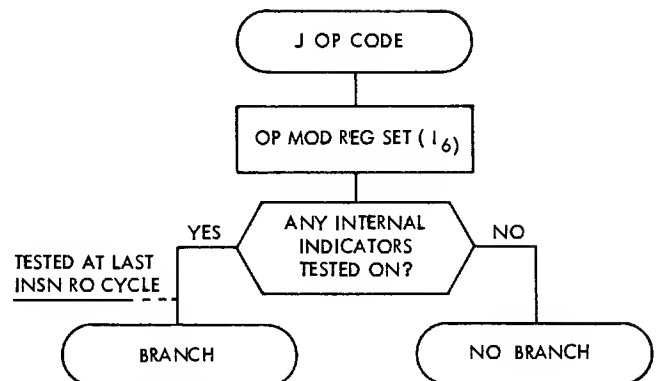 J OP CODE
OP MOD REG SET ( I6)
YES
ANY INTERNAL
INDICATORS
TESTED ON?
NO
TESTED AT LAST
INSN RO CYCLE
BRANCH
NO BRANCH